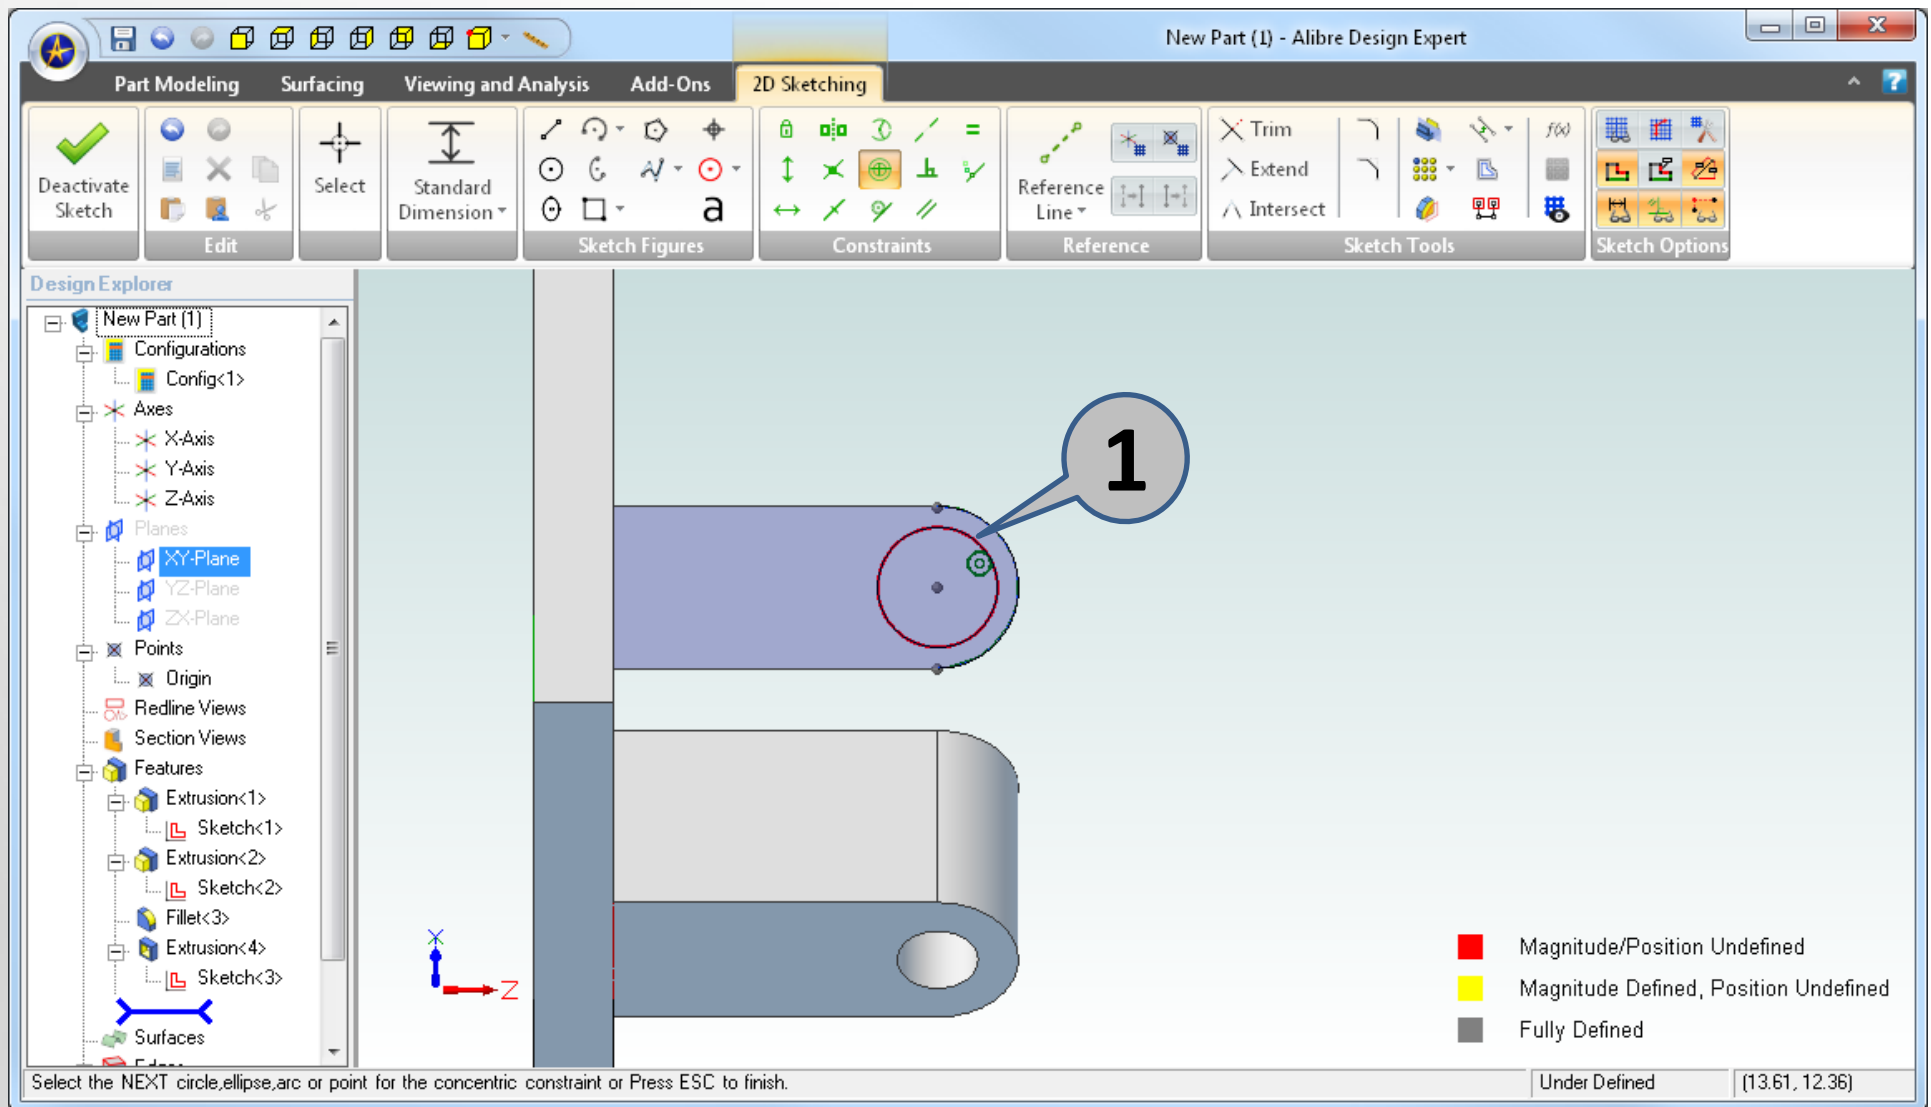 New Part (1) - Alibre Design Expert
Part Modeling
Surfacing
Viewing and Analysis
Add-Ons
2D Sketching
?
Deactivate
Sketch
Edit
Select
Standard
Dimension
a
Sketch Figures
Constraints
Reference
Line
Reference
Trim
Extend
Intersect
f(x)
Sketch Tools
Sketch Options
Design Explorer
New Part (1)
Configurations
Config<1>
Axes
X-Axis
Y-Axis
Z-Axis
Planes
XY-Plane
YZ-Plane
ZX-Plane
Points
Origin
Redline Views
Section Views
Features
Extrusion<1>
Sketch<1>
Extrusion<2>
Sketch<2>
Fillet<3>
Extrusion<4>
Sketch<3>
Surfaces
1
X
Z
Magnitude/Position Undefined
Magnitude Defined, Position Undefined
Fully Defined
Select the NEXT circle,ellipse,arc or point for the concentric constraint or Press ESC to finish.
Under Defined
(13.61, 12.36)